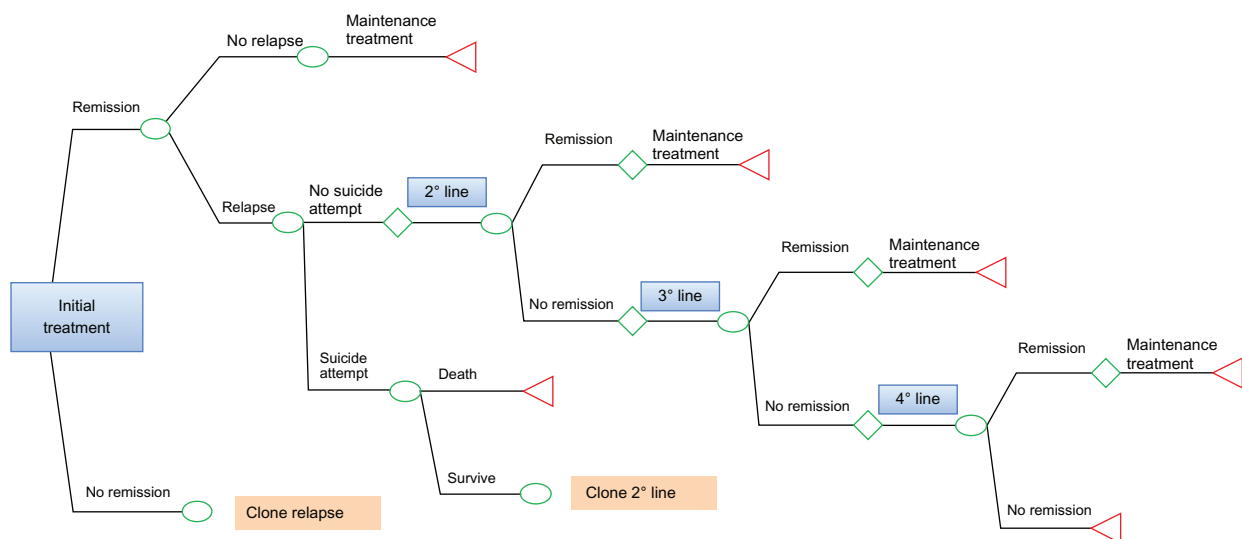 Maintenance
treatment
No relapse
Remission
Remission
Maintenance
treatment
No suicide
attempt
2° line
Relapse
Remission
Maintenance
treatment
Initial
treatment
No remission
3° line
Suicide
attempt
Death
Remission
Maintenance
treatment
No remission
4° line
Survive
Clone 2° line
No remission
Clone relapse
No remission